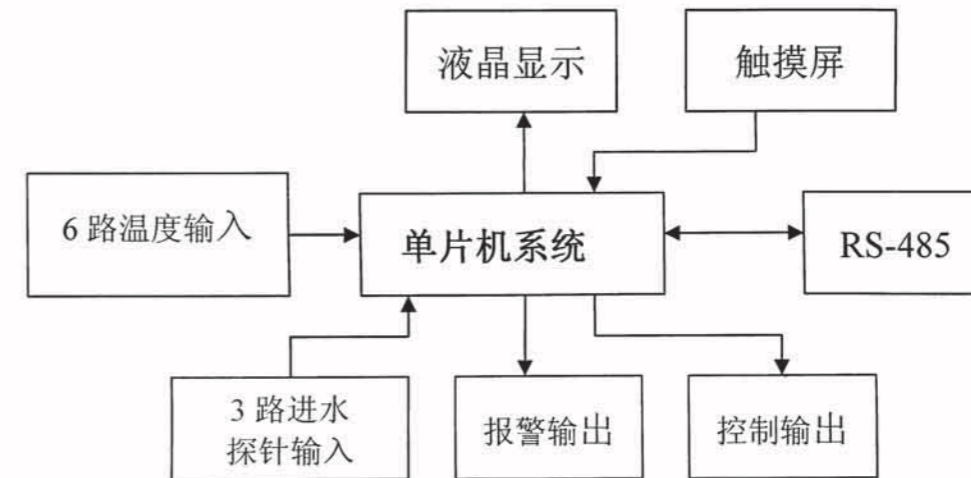 液晶显示
触摸屏
6 路温度输入
单片机系统
RS-485
3 路进水
探针输入
报警输出
控制输出